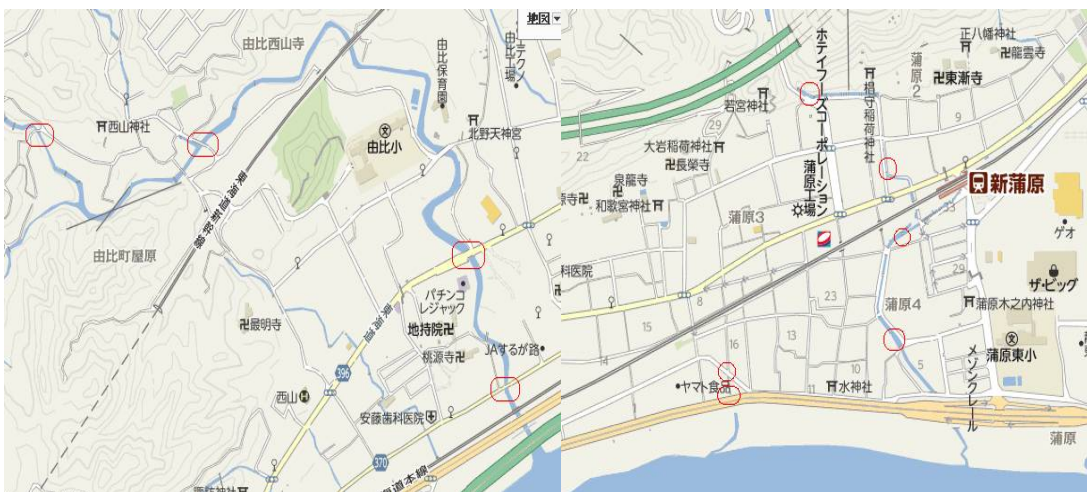 地図▼
由比西山寺
由比保育園
由比工場
テクノ
西山神社
由比小
北野天神宮
東海道新幹線
由比町屋原
パチンコ
レジャック
最明寺
東海道
地持院
桃源寺
JAするが路
396
西山
安藤歯科医院
370
道本線
正八幡神社
龍雲寺
蒲原2
東漸寺
若宮神社
ホテイフーズコーポレーション
蒲原工場
椙守稲荷神社
9
29
大岩稲荷神社
長榮寺
22
泉龍寺
原寺
和歌宮神社
蒲原3
新蒲原
33
ゲオ
科医院
29
ザ・ビッグ
8
23
蒲原4
蒲原木之内神社
15
13
14
16
10
蒲原東小
ヤマト食品
11
水神社
5
メゾンクレール
蒲原